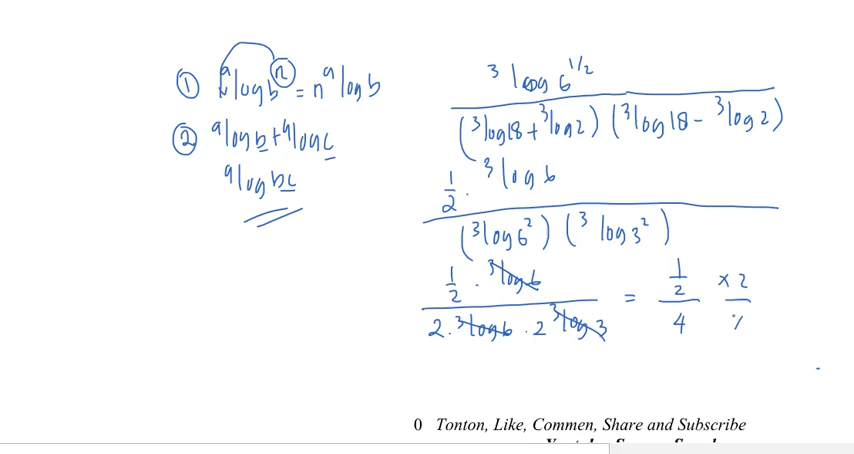 ① ᵃlog bⁿ = n ᵃlog b
② ᵃlog b + ᵃlog c
ᵃlog bc
³log 6^1/2
(³log 18 + ³log 2) (³log 18 - ³log 2)
1/2 . ³log 6
(³log 6²) (³log 3²)
1/2 . ³log 6 = 1/2 × 2
2 . ³log 6 . 2 ³log 3 4
0 Tonton, Like, Commen, Share and Subscribe